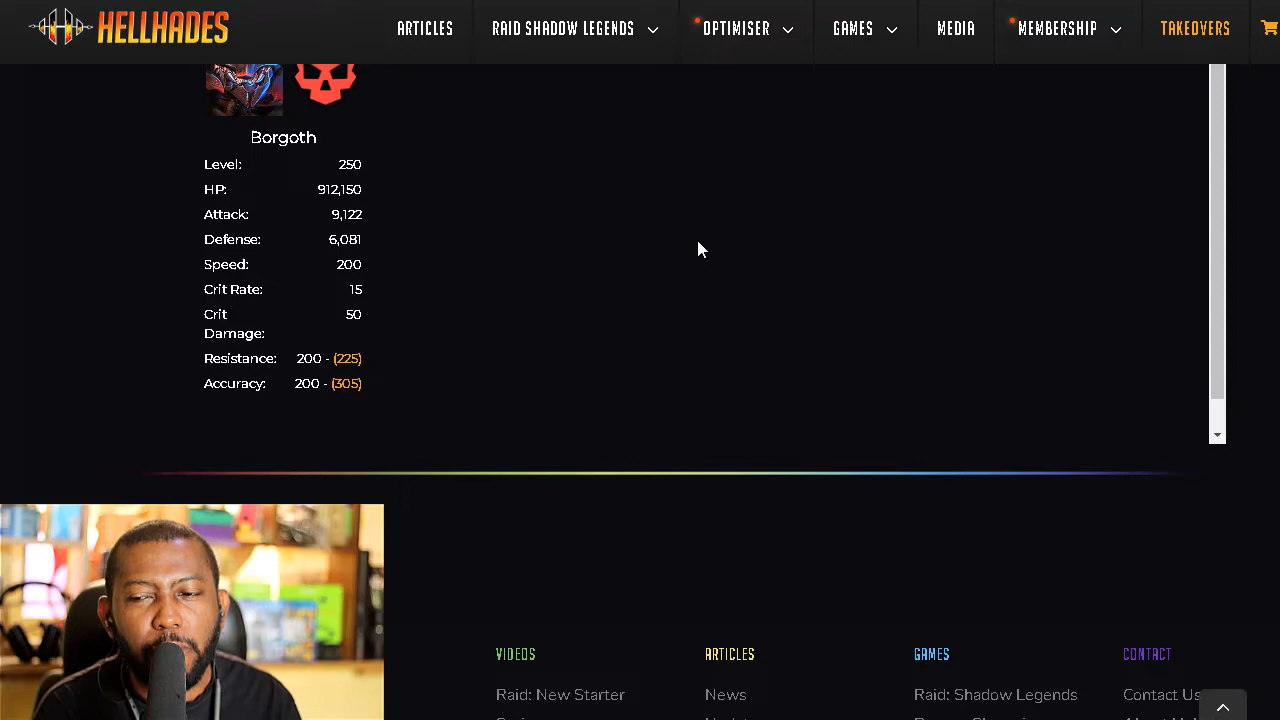 HELLHADES
ARTICLES RAID SHADOW LEGENDS OPTIMISER GAMES MEDIA MEMBERSHIP TAKEOVERS
Borgoth
Level: 250
HP: 912,150
Attack: 9,122
Defense: 6,081
Speed: 200
Crit Rate: 15
Crit 50
Damage:
Resistance: 200 - (225)
Accuracy: 200 - (305)
VIDEOS ARTICLES GAMES CONTACT
Raid: New Starter News Raid: Shadow Legends Contact Us